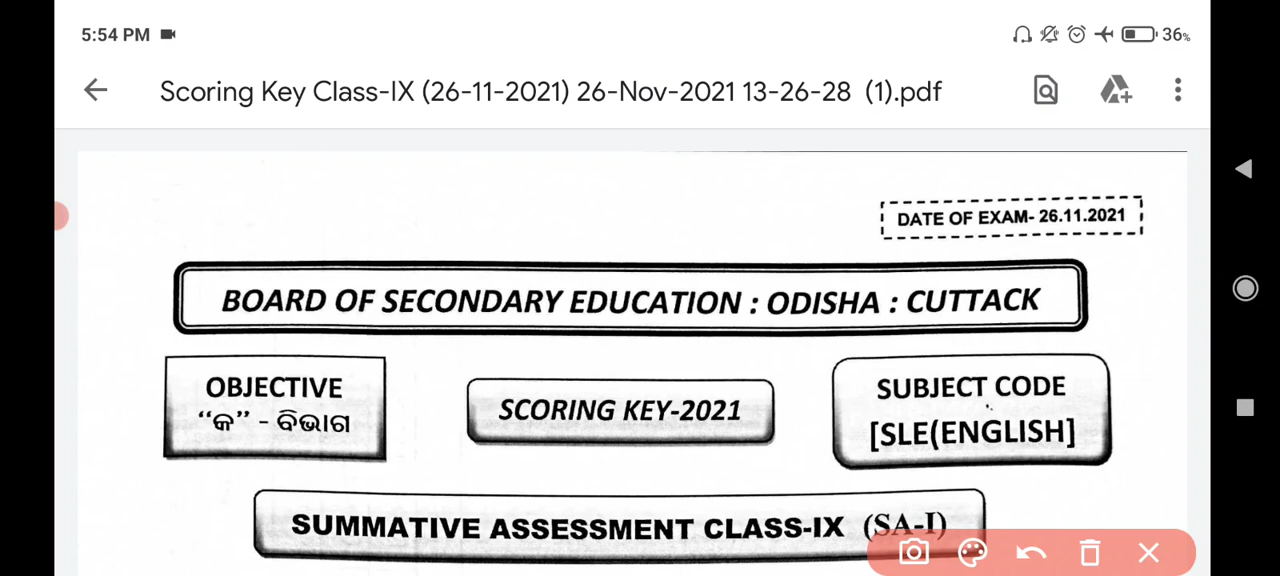 5:54 PM
36%
Scoring Key Class-IX (26-11-2021) 26-Nov-2021 13-26-28 (1).pdf
DATE OF EXAM- 26.11.2021
BOARD OF SECONDARY EDUCATION : ODISHA : CUTTACK
OBJECTIVE
“କ” - ବିଭାଗ
SCORING KEY-2021
SUBJECT CODE
[SLE(ENGLISH]
SUMMATIVE ASSESSMENT CLASS-IX (SA-I)